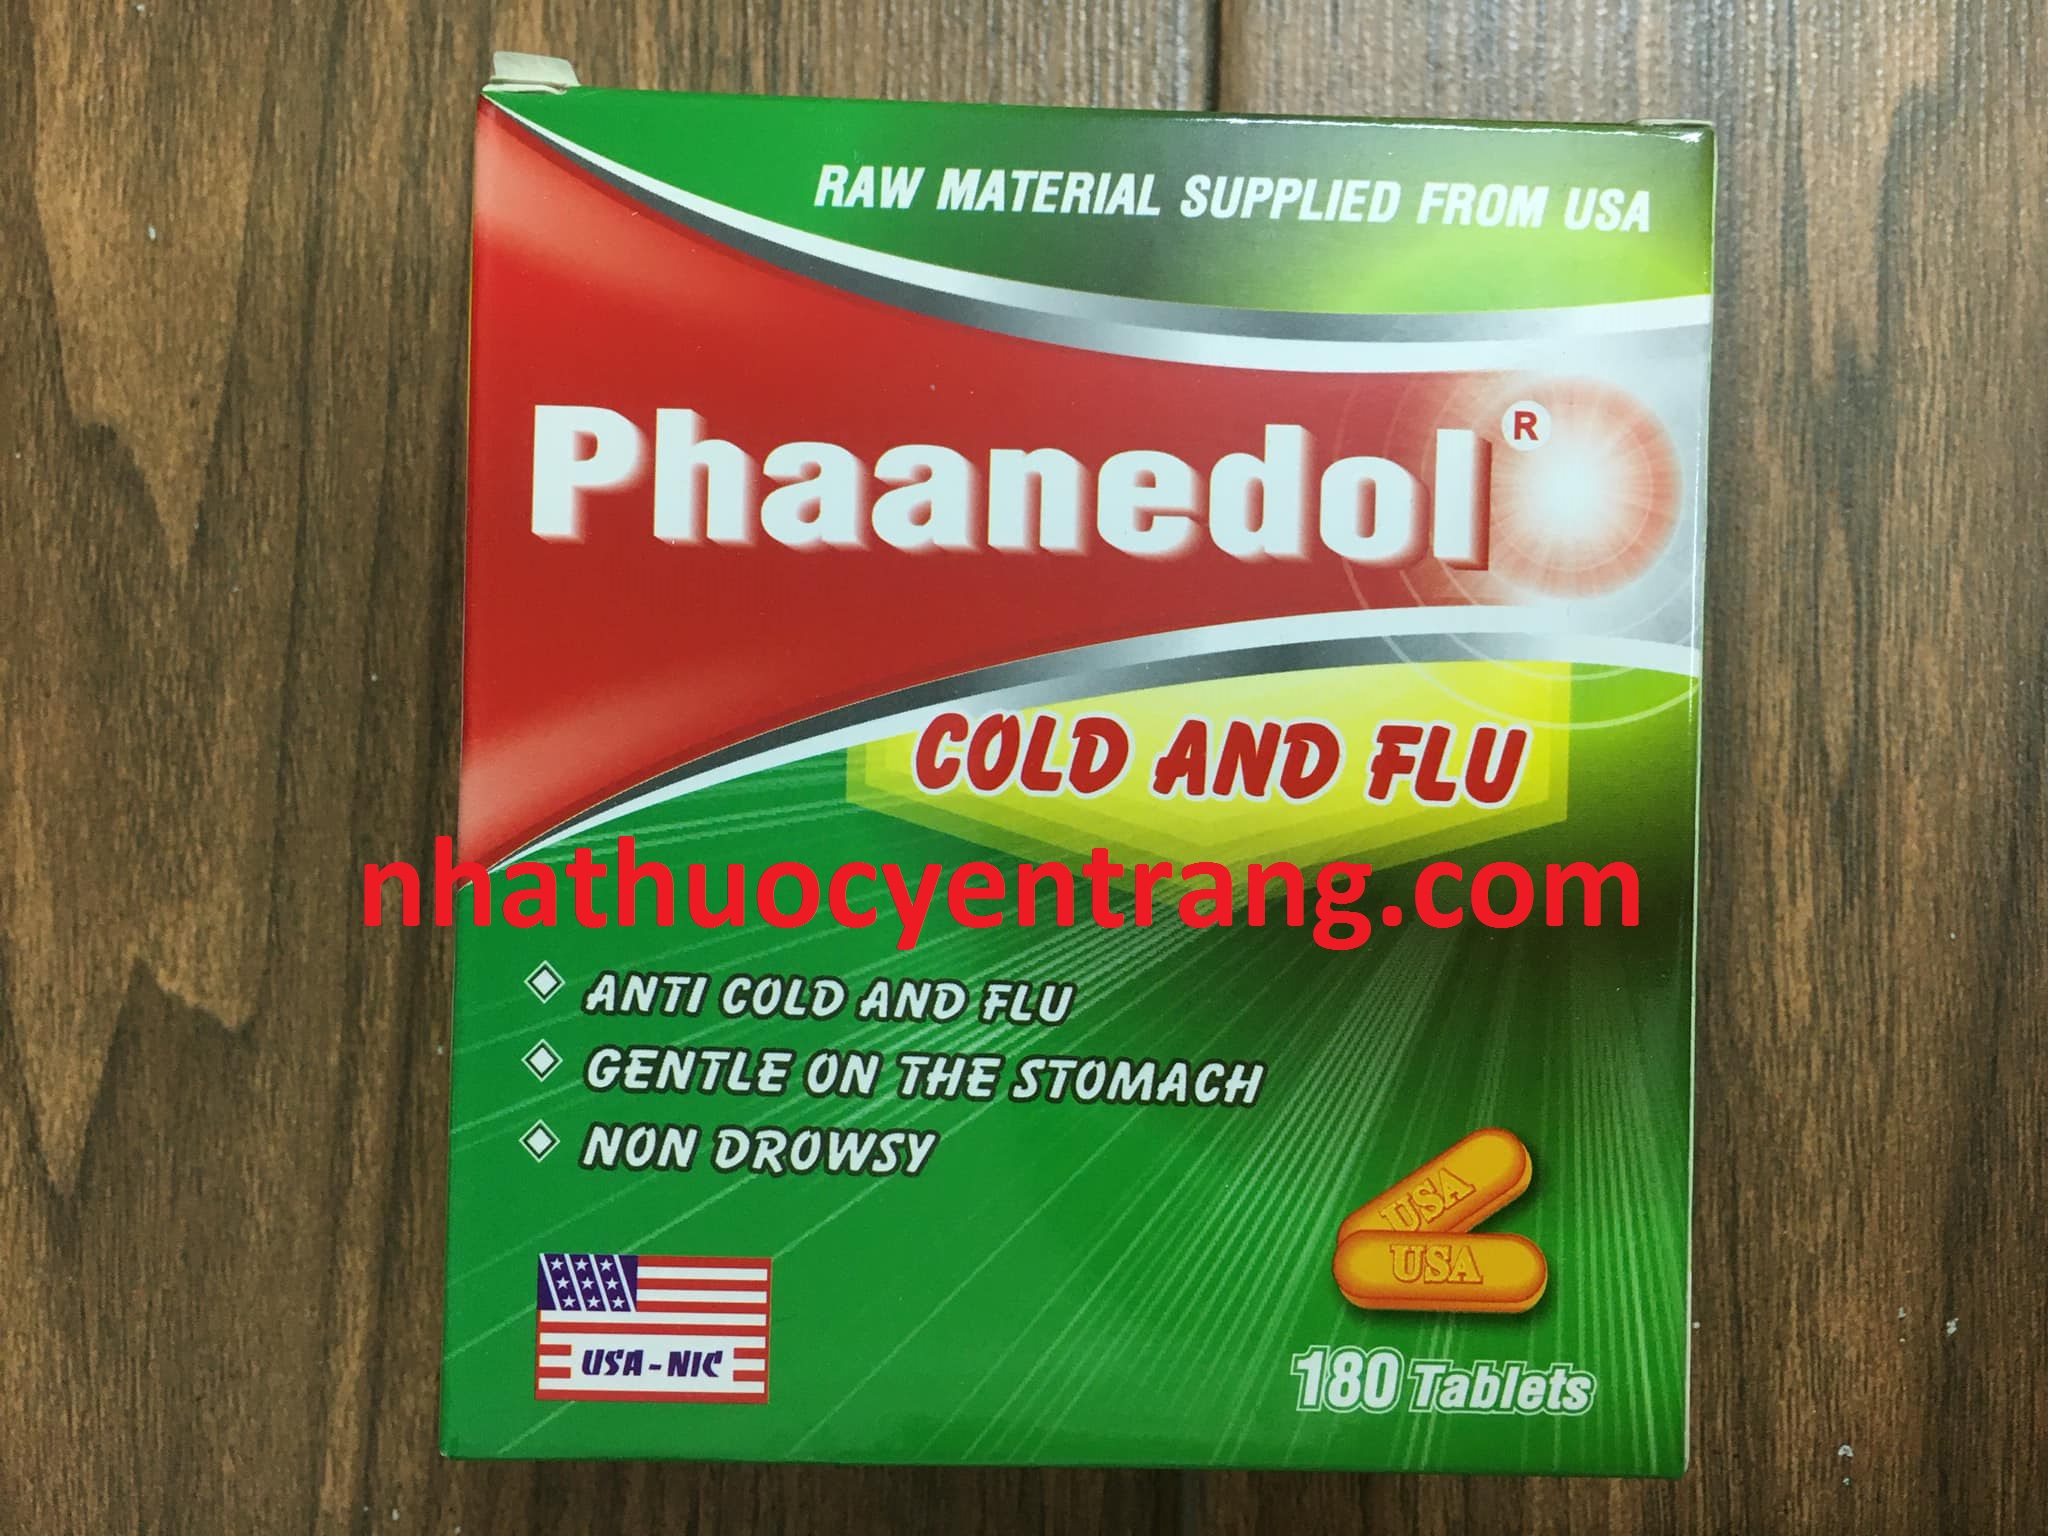 RAW MATERIAL SUPPLIED FROM USA
Phaanedol®
COLD AND FLU
nhathuocyentrang.com
ANTI COLD AND FLU
GENTLE ON THE STOMACH
NON DROWSY
USA
USA
USA-NIC
180 Tablets